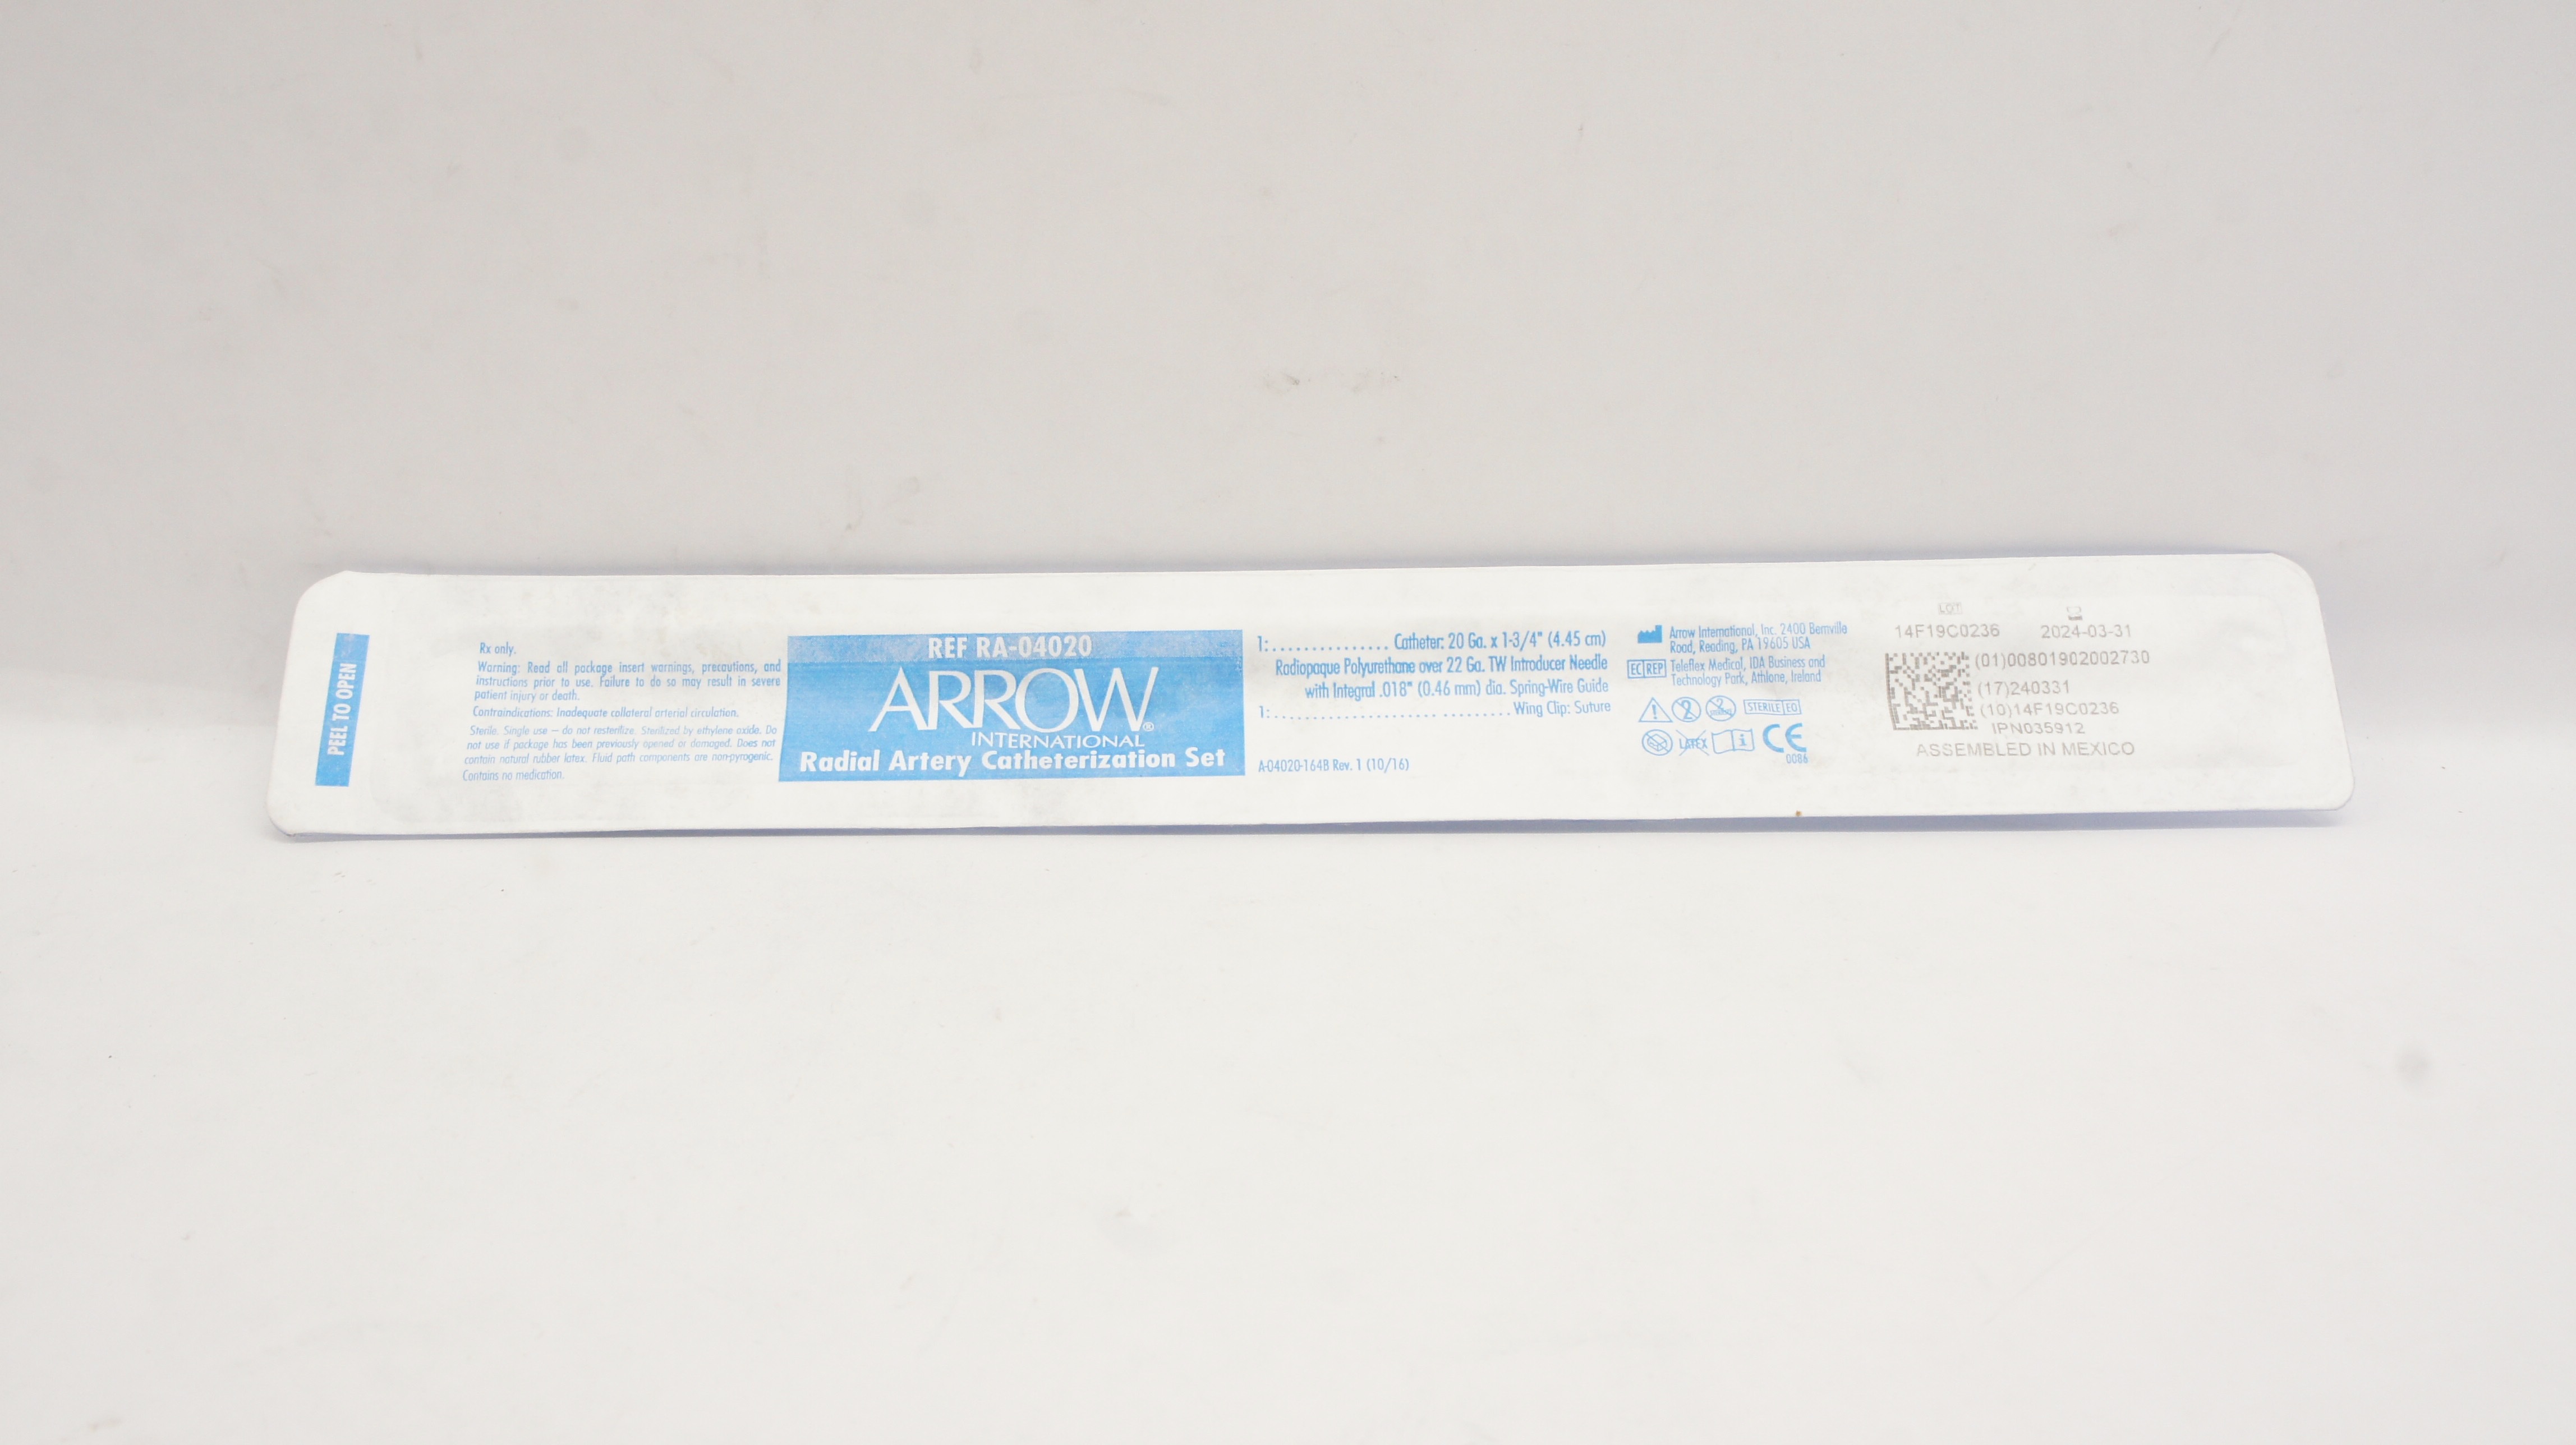 PEEL TO OPEN
Rx only.
Warning: Read all package insert warnings, precautions, and
instructions prior to use. Failure to do so may result in severe
patient injury or death.
Contraindications: Inadequate collateral arterial circulation.
Sterile. Single use – do not resterilize. Sterilized by ethylene oxide. Do
not use if package has been previously opened or damaged. Does not
contain natural rubber latex. Fluid path components are non-pyrogenic.
Contains no medication.
REF RA-04020
ARROW®
INTERNATIONAL
Radial Artery Catheterization Set
1: ............... Catheter: 20 Ga. x 1-3/4" (4.45 cm)
Radiopaque Polyurethane over 22 Ga. TW Introducer Needle
with Integral .018" (0.46 mm) dia. Spring-Wire Guide
1: ............................... Wing Clip: Suture
A-04020-164B Rev. 1 (10/16)
Arrow International, Inc. 2400 Bernville
Road, Reading, PA 19605 USA
EC REP Teleflex Medical, IDA Business and
Technology Park, Athlone, Ireland
STERILE EO
LATEX
CE
0086
LOT
14F19C0236 2024-03-31
(01)00801902002730
(17)240331
(10)14F19C0236
IPN035912
ASSEMBLED IN MEXICO